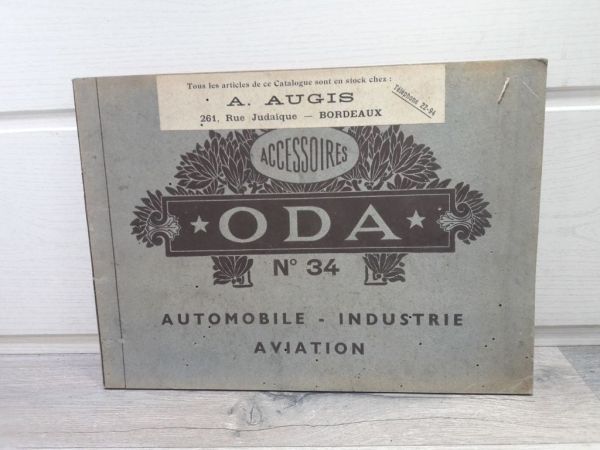 Tous les articles de ce Catalogue sont en stock chez :
A. AUGIS
261, Rue Judaïque — BORDEAUX
Téléphone 22-94
ACCESSOIRES
★ ODA ★
N° 34
AUTOMOBILE - INDUSTRIE
AVIATION